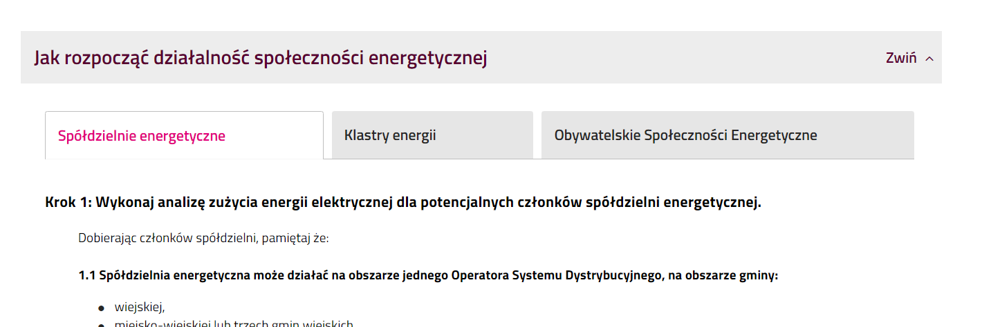 Jak rozpocząć działalność społeczności energetycznej
Zwiń
Spółdzielnie energetyczne
Klastry energii
Obywatelskie Społeczności Energetyczne
Krok 1: Wykonaj analizę zużycia energii elektrycznej dla potencjalnych członków spółdzielni energetycznej.
Dobierając członków spółdzielni, pamiętaj że:
1.1 Spółdzielnia energetyczna może działać na obszarze jednego Operatora Systemu Dystrybucyjnego, na obszarze gminy:
● wiejskiej,
● miejsko-wiejskiej lub trzech gmin wiejskich